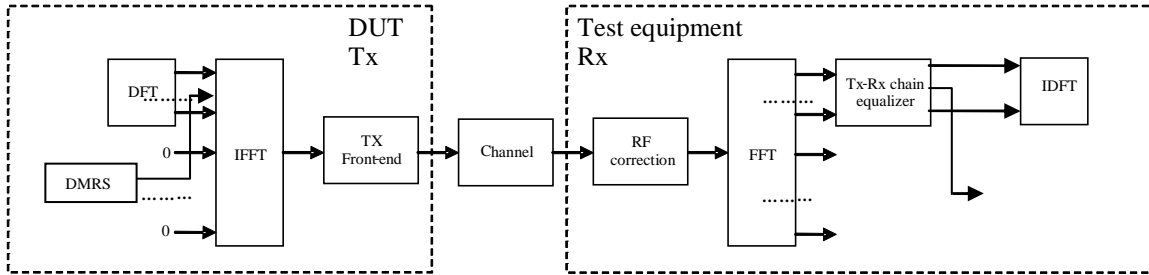 DUT
Tx
Test equipment
Rx
DFT
………
0
IFFT
DMRS
………
0
TX
Front-end
Channel
RF
correction
FFT
………
………
Tx-Rx chain
equalizer
IDFT